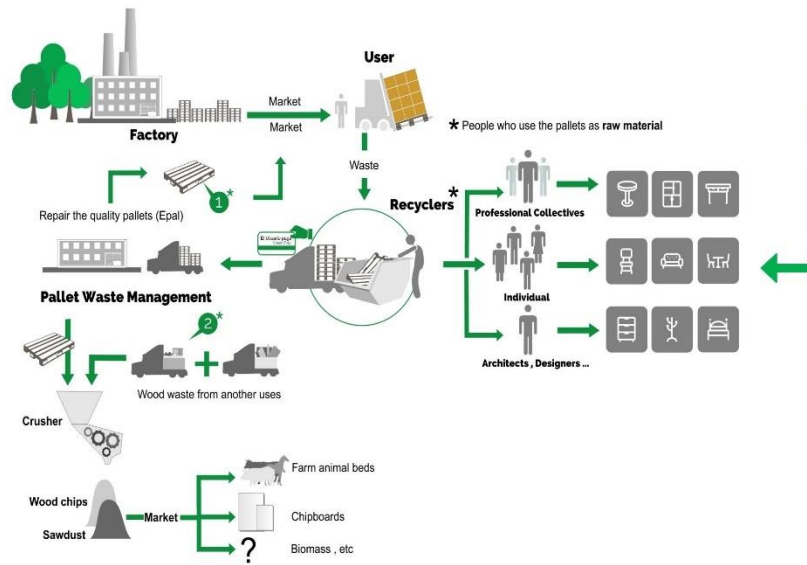 User
Factory
Market
Market
* People who use the pallets as raw material
Waste
1*
Repair the quality pallets (Epal)
Recyclers *
Professional Collectives
Pallet Waste Management
Individual
2*
Wood waste from another uses
Architects , Designers ...
Crusher
Wood chips
Sawdust
Market
Farm animal beds
Chipboards
?
Biomass , etc